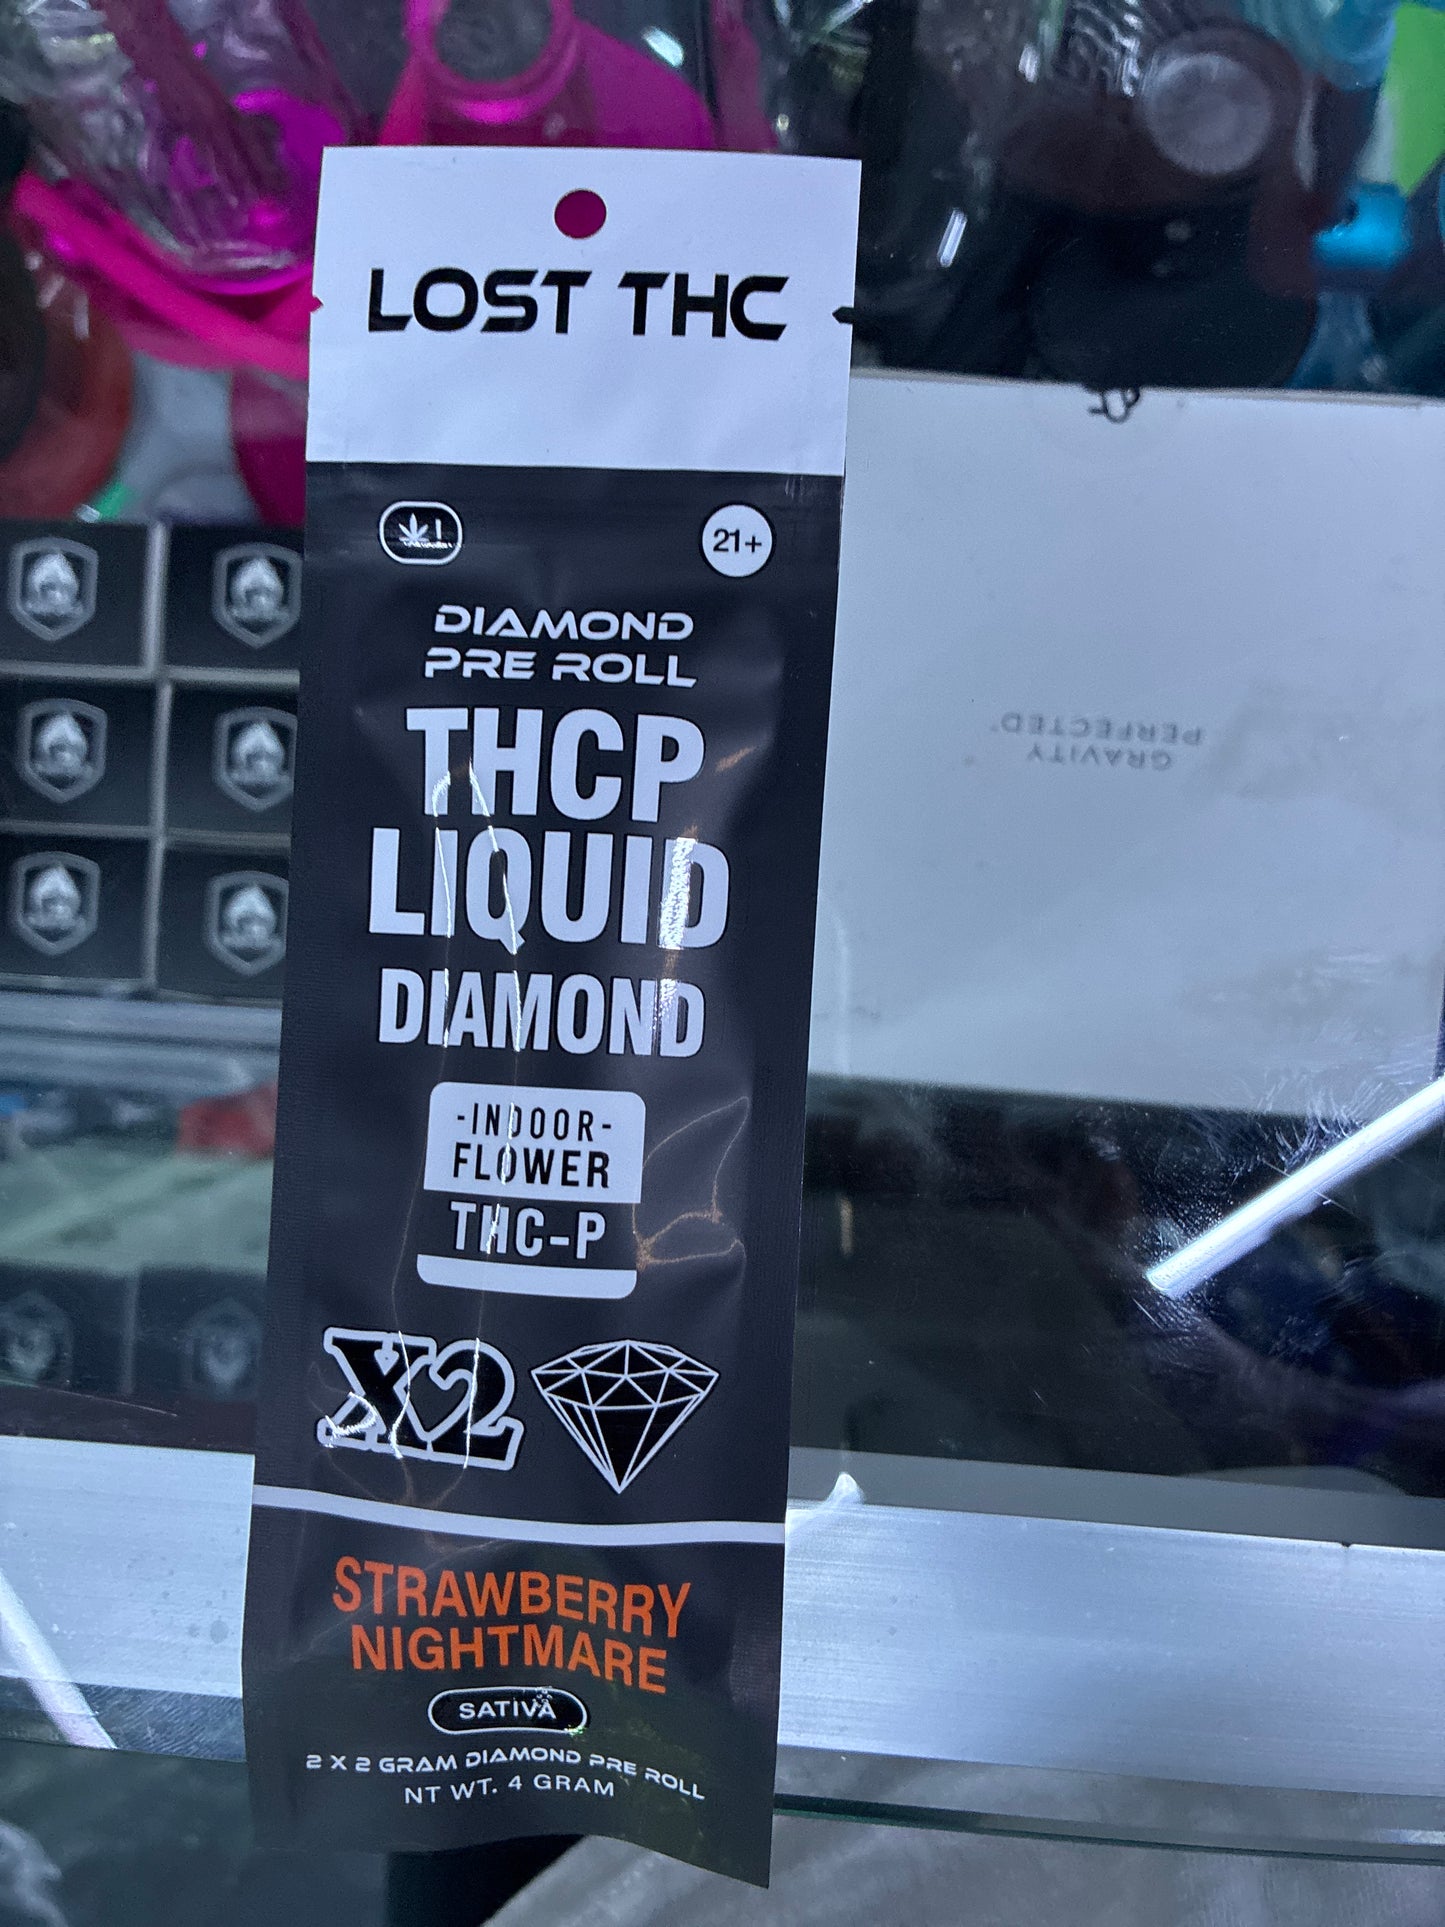 LOST THC
21+
DIAMOND
PRE ROLL
THCP
LIQUID
DIAMOND
-INDOOR-
FLOWER
THC-P
X2
STRAWBERRY
NIGHTMARE
SATIVA
2 X 2 GRAM DIAMOND PRE ROLL
NT WT. 4 GRAM
GRAVITY
PERFECTED.